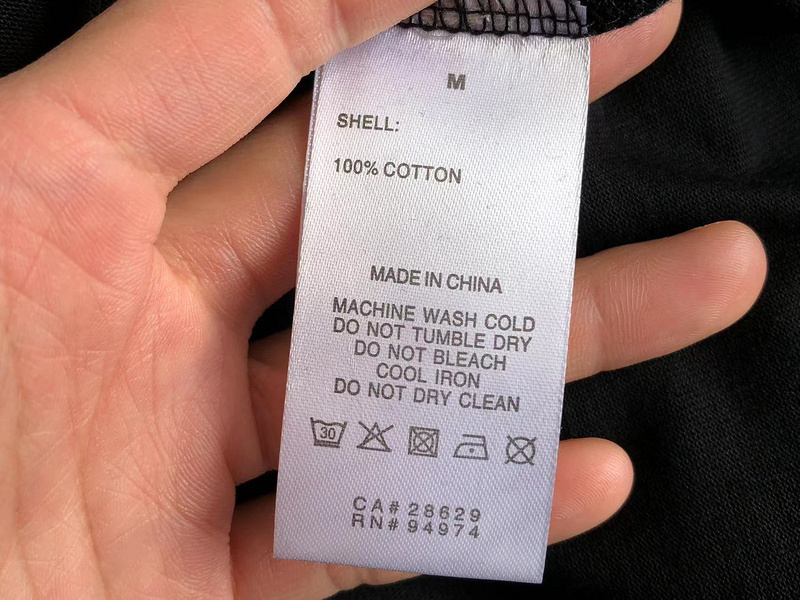 M
SHELL:
100% COTTON
MADE IN CHINA
MACHINE WASH COLD
DO NOT TUMBLE DRY
DO NOT BLEACH
COOL IRON
DO NOT DRY CLEAN
30
CA# 28629
RN# 94974